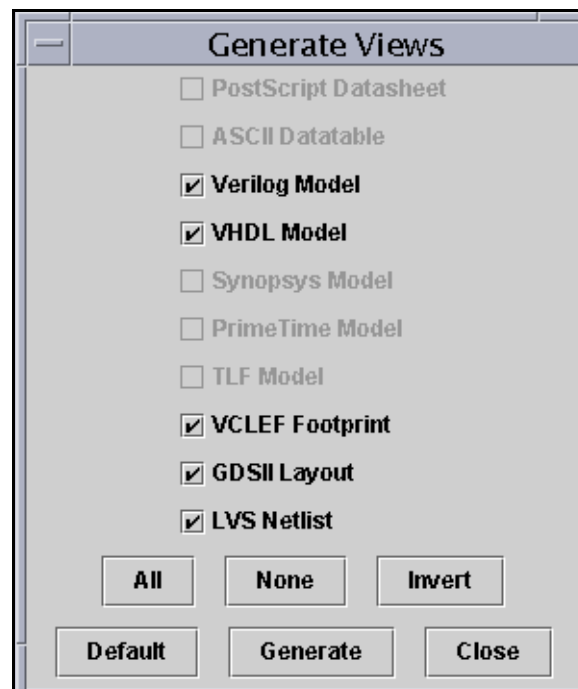 Generate Views
PostScript Datasheet
ASCII Datatable
Verilog Model
VHDL Model
Synopsys Model
PrimeTime Model
TLF Model
VCLEF Footprint
GDSII Layout
LVS Netlist
All None Invert
Default Generate Close